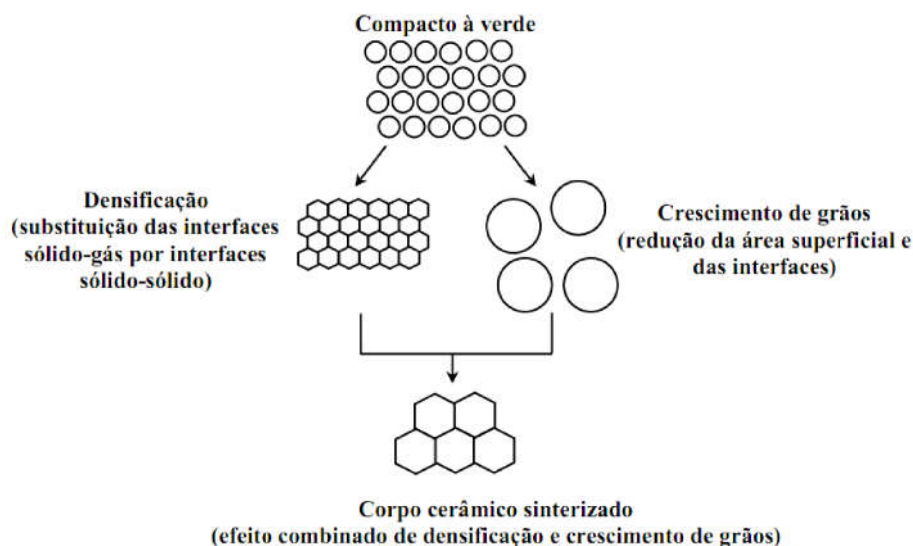 Compacto à verde
Densificação
(substituição das interfaces
sólido-gás por interfaces
sólido-sólido)
Crescimento de grãos
(redução da área superficial e
das interfaces)
Corpo cerâmico sinterizado
(efeito combinado de densificação e crescimento de grãos)